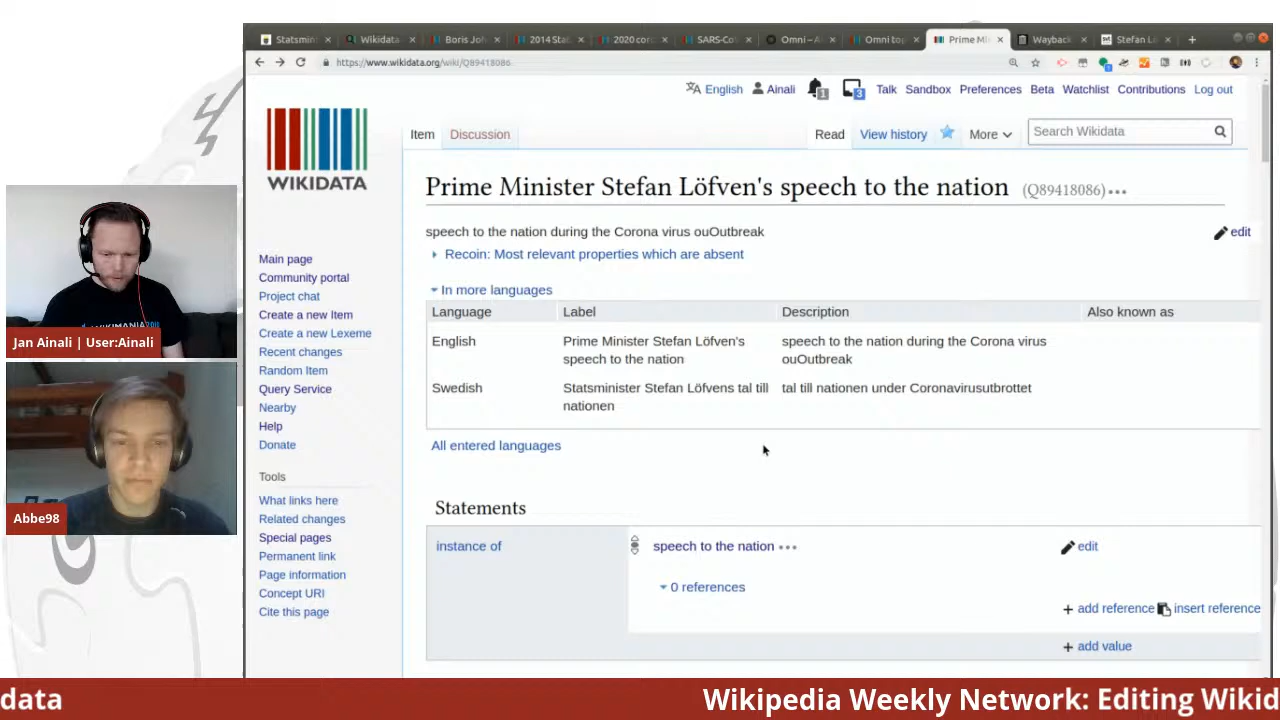 Statsmin
Wikidata
Boris Joh
2014 Stat
2020 coro
SARS-Co
Omni – A
Omni to
Prime Mi
Wayback
Stefan L
https://www.wikidata.org/wiki/Q89418086
English Ainali 1 3 Talk Sandbox Preferences Beta Watchlist Contributions Log out
Item Discussion Read View history More Search Wikidata
WIKIDATA
Prime Minister Stefan Löfven's speech to the nation (Q89418086)
speech to the nation during the Corona virus ouOutbreak edit
Recoin: Most relevant properties which are absent
In more languages
Language Label Description Also known as
English Prime Minister Stefan Löfven's speech to the nation during the Corona virus
speech to the nation ouOutbreak
Swedish Statsminister Stefan Löfvens tal till tal till nationen under Coronavirusutbrottet
nationen
All entered languages
Statements
instance of speech to the nation edit
0 references
+ add reference insert reference
+ add value
Main page
Community portal
Project chat
Create a new Item
Create a new Lexeme
Recent changes
Random Item
Query Service
Nearby
Help
Donate
Tools
What links here
Related changes
Special pages
Permanent link
Page information
Concept URI
Cite this page
WIKIMANIA
Jan Ainali | User:Ainali
Abbe98
data Wikipedia Weekly Network: Editing Wikid